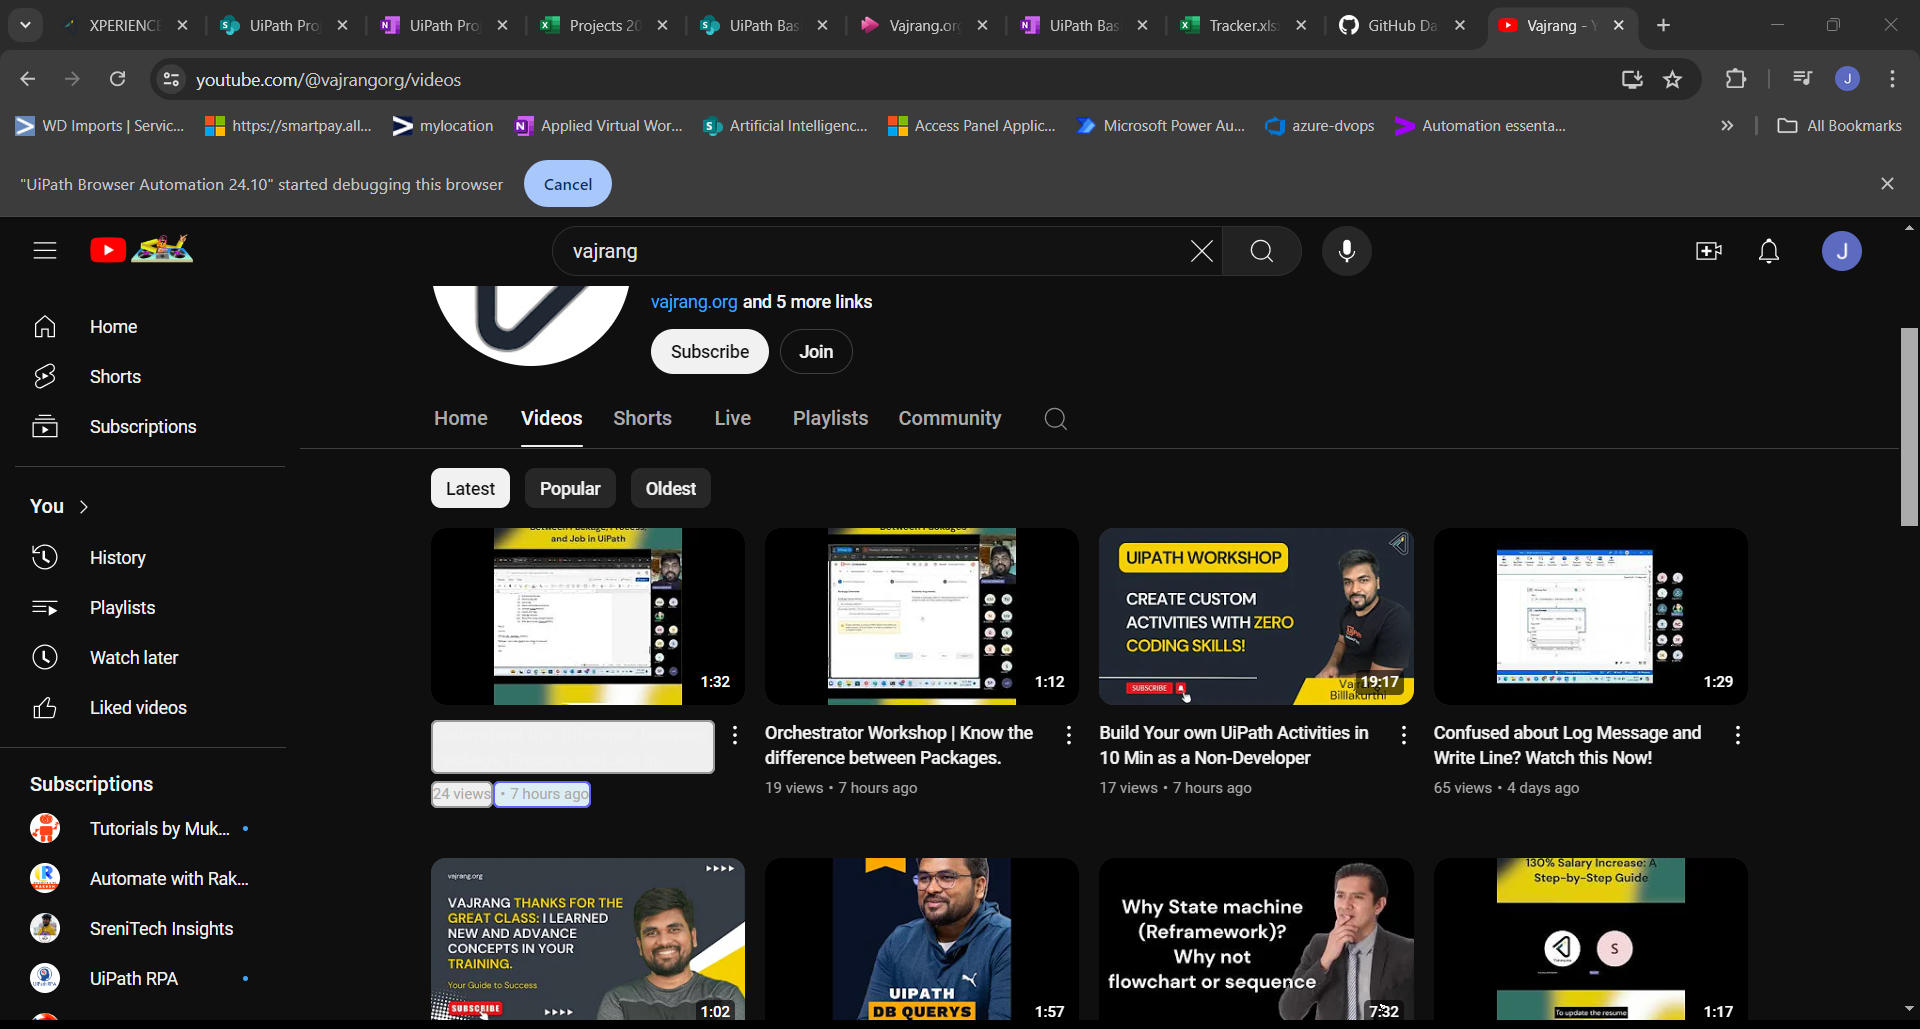 XPERIENCE
UiPath Pro
UiPath Pro
Projects 20
UiPath Bas
Vajrang.org
UiPath Bas
Tracker.xls
GitHub Da
Vajrang - Y
youtube.com/@vajrangorg/videos
J
WD Imports | Servic...
https://smartpay.all...
mylocation
Applied Virtual Wor...
Artificial Intelligenc...
Access Panel Applic...
Microsoft Power Au...
azure-dvops
Automation essenta...
All Bookmarks
"UiPath Browser Automation 24.10" started debugging this browser
Cancel
vajrang
J
Home
Shorts
Subscriptions
You
History
Playlists
Watch later
Liked videos
Subscriptions
Tutorials by Muk...
Automate with Rak...
SreniTech Insights
UiPath RPA
vajrang.org and 5 more links
Subscribe
Join
Home
Videos
Shorts
Live
Playlists
Community
Latest
Popular
Oldest
and Job in UiPath
1:32
24 views • 7 hours ago
1:12
Orchestrator Workshop | Know the
difference between Packages.
19 views • 7 hours ago
UIPATH WORKSHOP
CREATE CUSTOM
ACTIVITIES WITH ZERO
CODING SKILLS!
SUBSCRIBE
Billlakurthi
19:17
Build Your own UiPath Activities in
10 Min as a Non-Developer
17 views • 7 hours ago
1:29
Confused about Log Message and
Write Line? Watch this Now!
65 views • 4 days ago
vajrang.org
VAJRANG THANKS FOR THE
GREAT CLASS: I LEARNED
NEW AND ADVANCE
CONCEPTS IN YOUR
TRAINING.
Your Guide to Success
SUBSCRIBE
1:02
UIPATH
DB QUERYS
1:57
Why State machine
(Reframework)?
Why not
flowchart or sequence
7:32
130% Salary Increase: A
Step-by-Step Guide
S
To update the resume
1:17